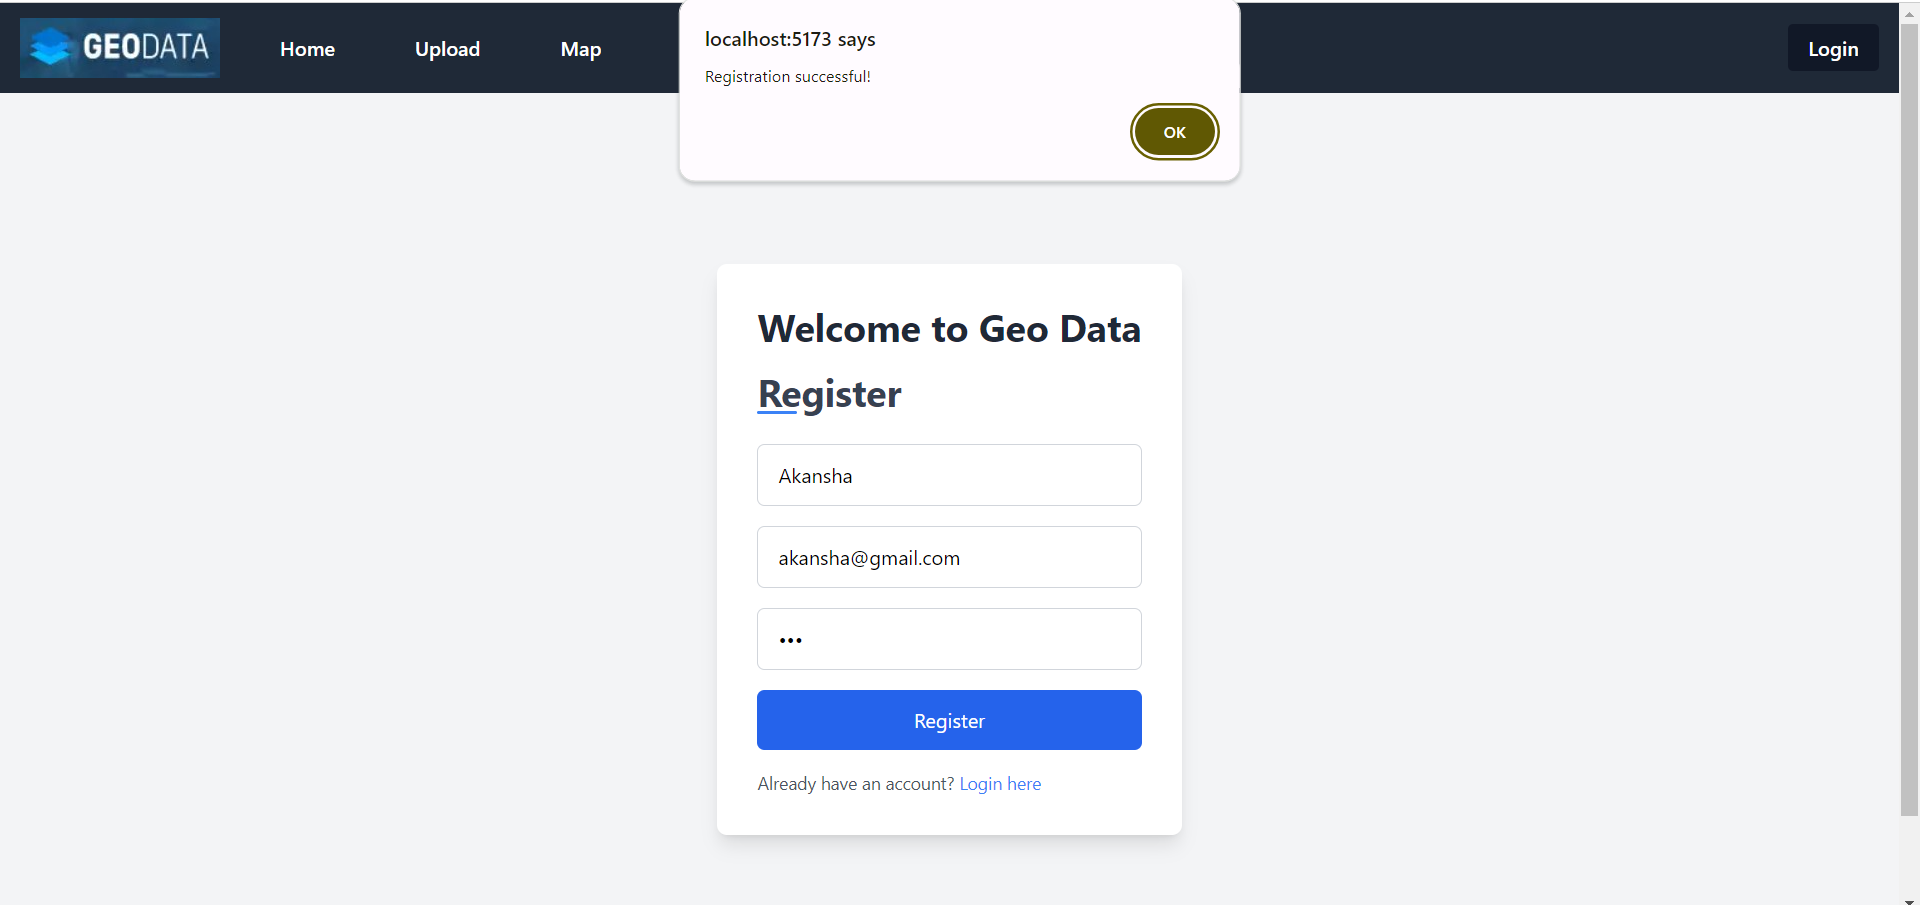 GEODATA
Home
Upload
Map
Login
localhost:5173 says
Registration successful!
OK
Welcome to Geo Data
Register
Akansha
akansha@gmail.com
•••
Register
Already have an account? Login here